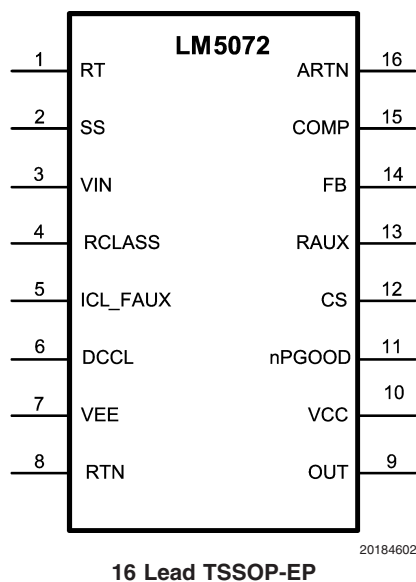 LM5072
1 RT ARTN 16
2 SS COMP 15
3 VIN FB 14
4 RCLASS RAUX 13
5 ICL_FAUX CS 12
6 DCCL nPGOOD 11
7 VEE VCC 10
8 RTN OUT 9
20184602
16 Lead TSSOP-EP